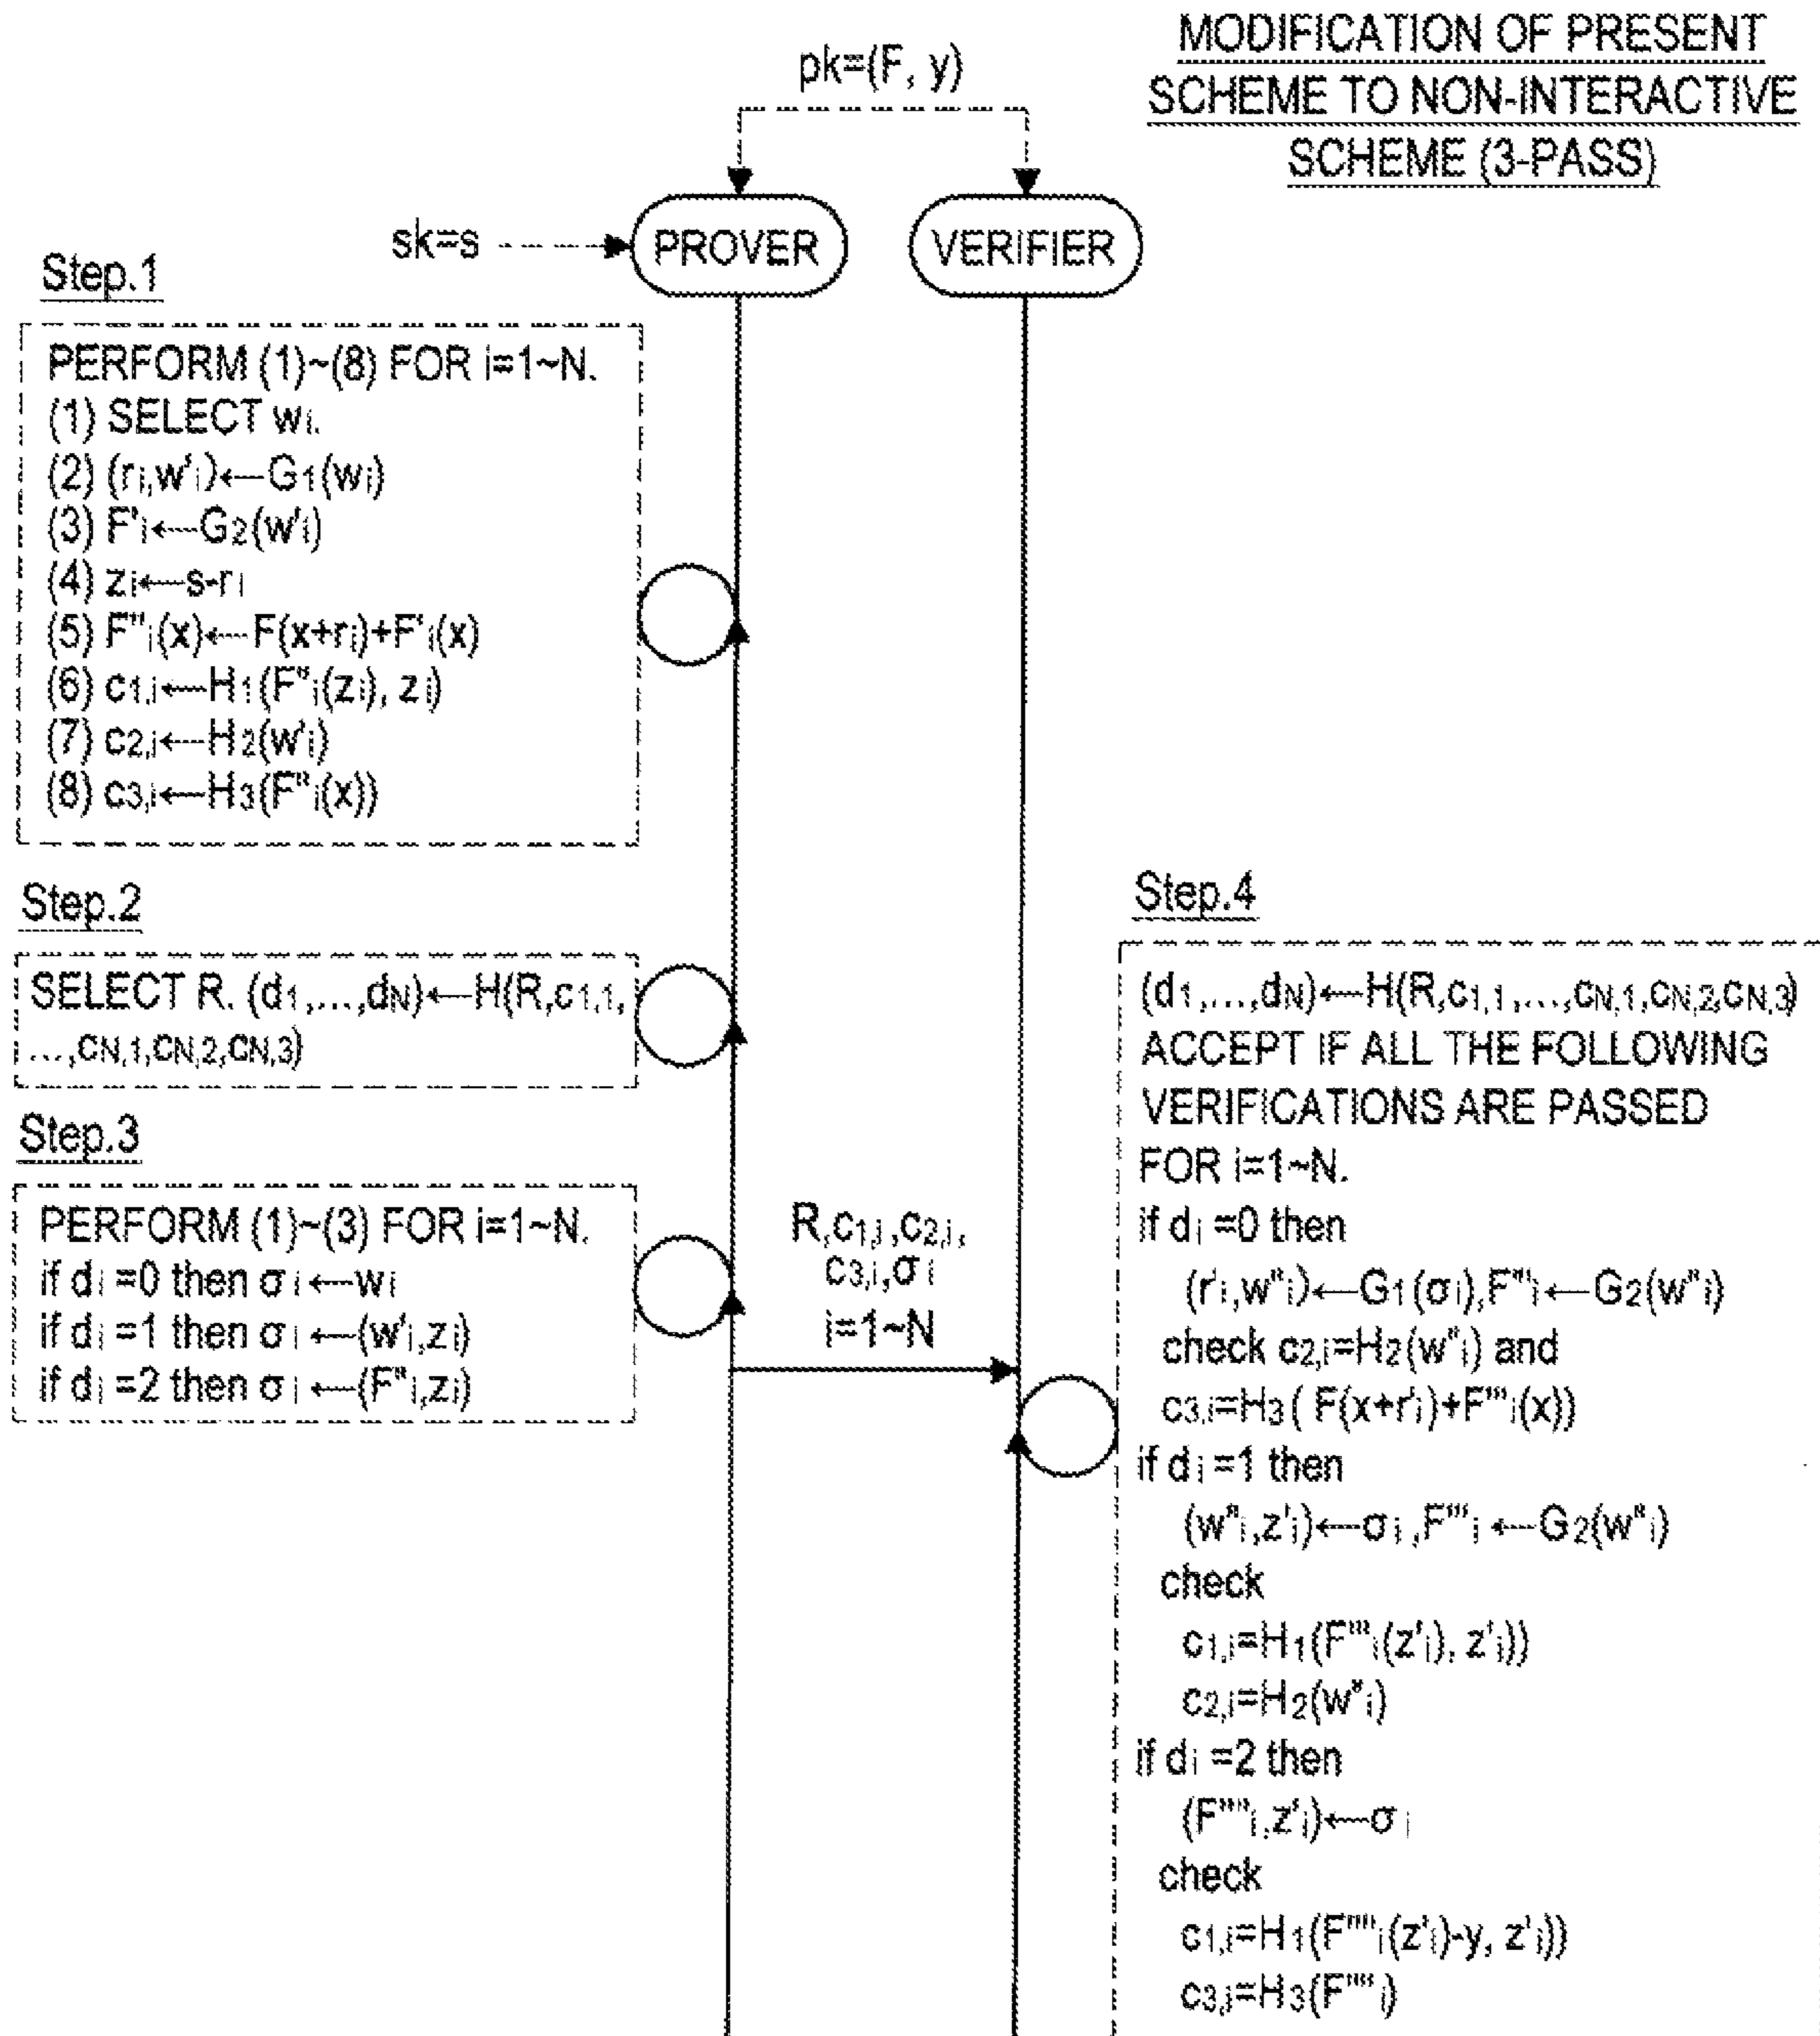 MODIFICATION OF PRESENT
SCHEME TO NON-INTERACTIVE
SCHEME (3-PASS)
pk=(F, y)
sk=s
PROVER
VERIFIER
Step.1
PERFORM (1)~(8) FOR i=1~N.
(1) SELECT wi.
(2) (ri,w'i)←G1(wi)
(3) F'i←G2(w'i)
(4) zi←s-ri
(5) F"i(x)←F(x+ri)+F'i(x)
(6) c1,i←H1(F"i(zi), zi)
(7) c2,i←H2(w'i)
(8) c3,i←H3(F"i(x))
Step.2
SELECT R. (d1,...,dN)←H(R,c1,1,
...,cN,1,cN,2,cN,3)
Step.3
PERFORM (1)~(3) FOR i=1~N.
if di =0 then σi←wi
if di =1 then σi←(w'i,zi)
if di =2 then σi←(F"i,zi)
R,c1,i,c2,i,
c3,i,σi
i=1~N
Step.4
(d1,...,dN)←H(R,c1,1,...,cN,1,cN,2,cN,3)
ACCEPT IF ALL THE FOLLOWING
VERIFICATIONS ARE PASSED
FOR i=1~N.
if di =0 then
(r'i,w"i)←G1(σi),F'"i←G2(w"i)
check c2,i=H2(w"i) and
c3,i=H3( F(x+r'i)+F'"i(x))
if di =1 then
(w"i,z'i)←σi,F'"i←G2(w"i)
check
c1,i=H1(F'"i(z'i), z'i))
c2,i=H2(w"i)
if di =2 then
(F""i,z'i)←σi
check
c1,i=H1(F""i(z'i)-y, z'i))
c3,i=H3(F""i)